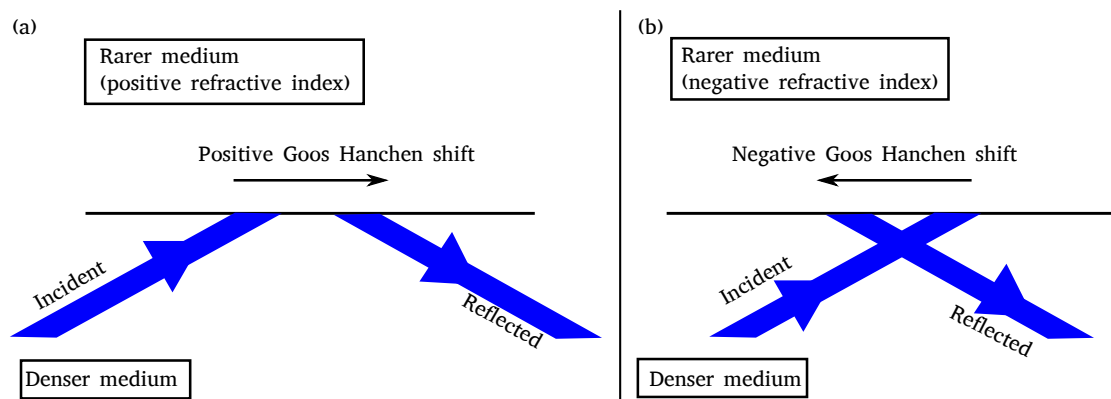 (a)
Rarer medium
(positive refractive index)
Positive Goos Hanchen shift
Incident
Reflected
Denser medium
(b)
Rarer medium
(negative refractive index)
Negative Goos Hanchen shift
Incident
Reflected
Denser medium